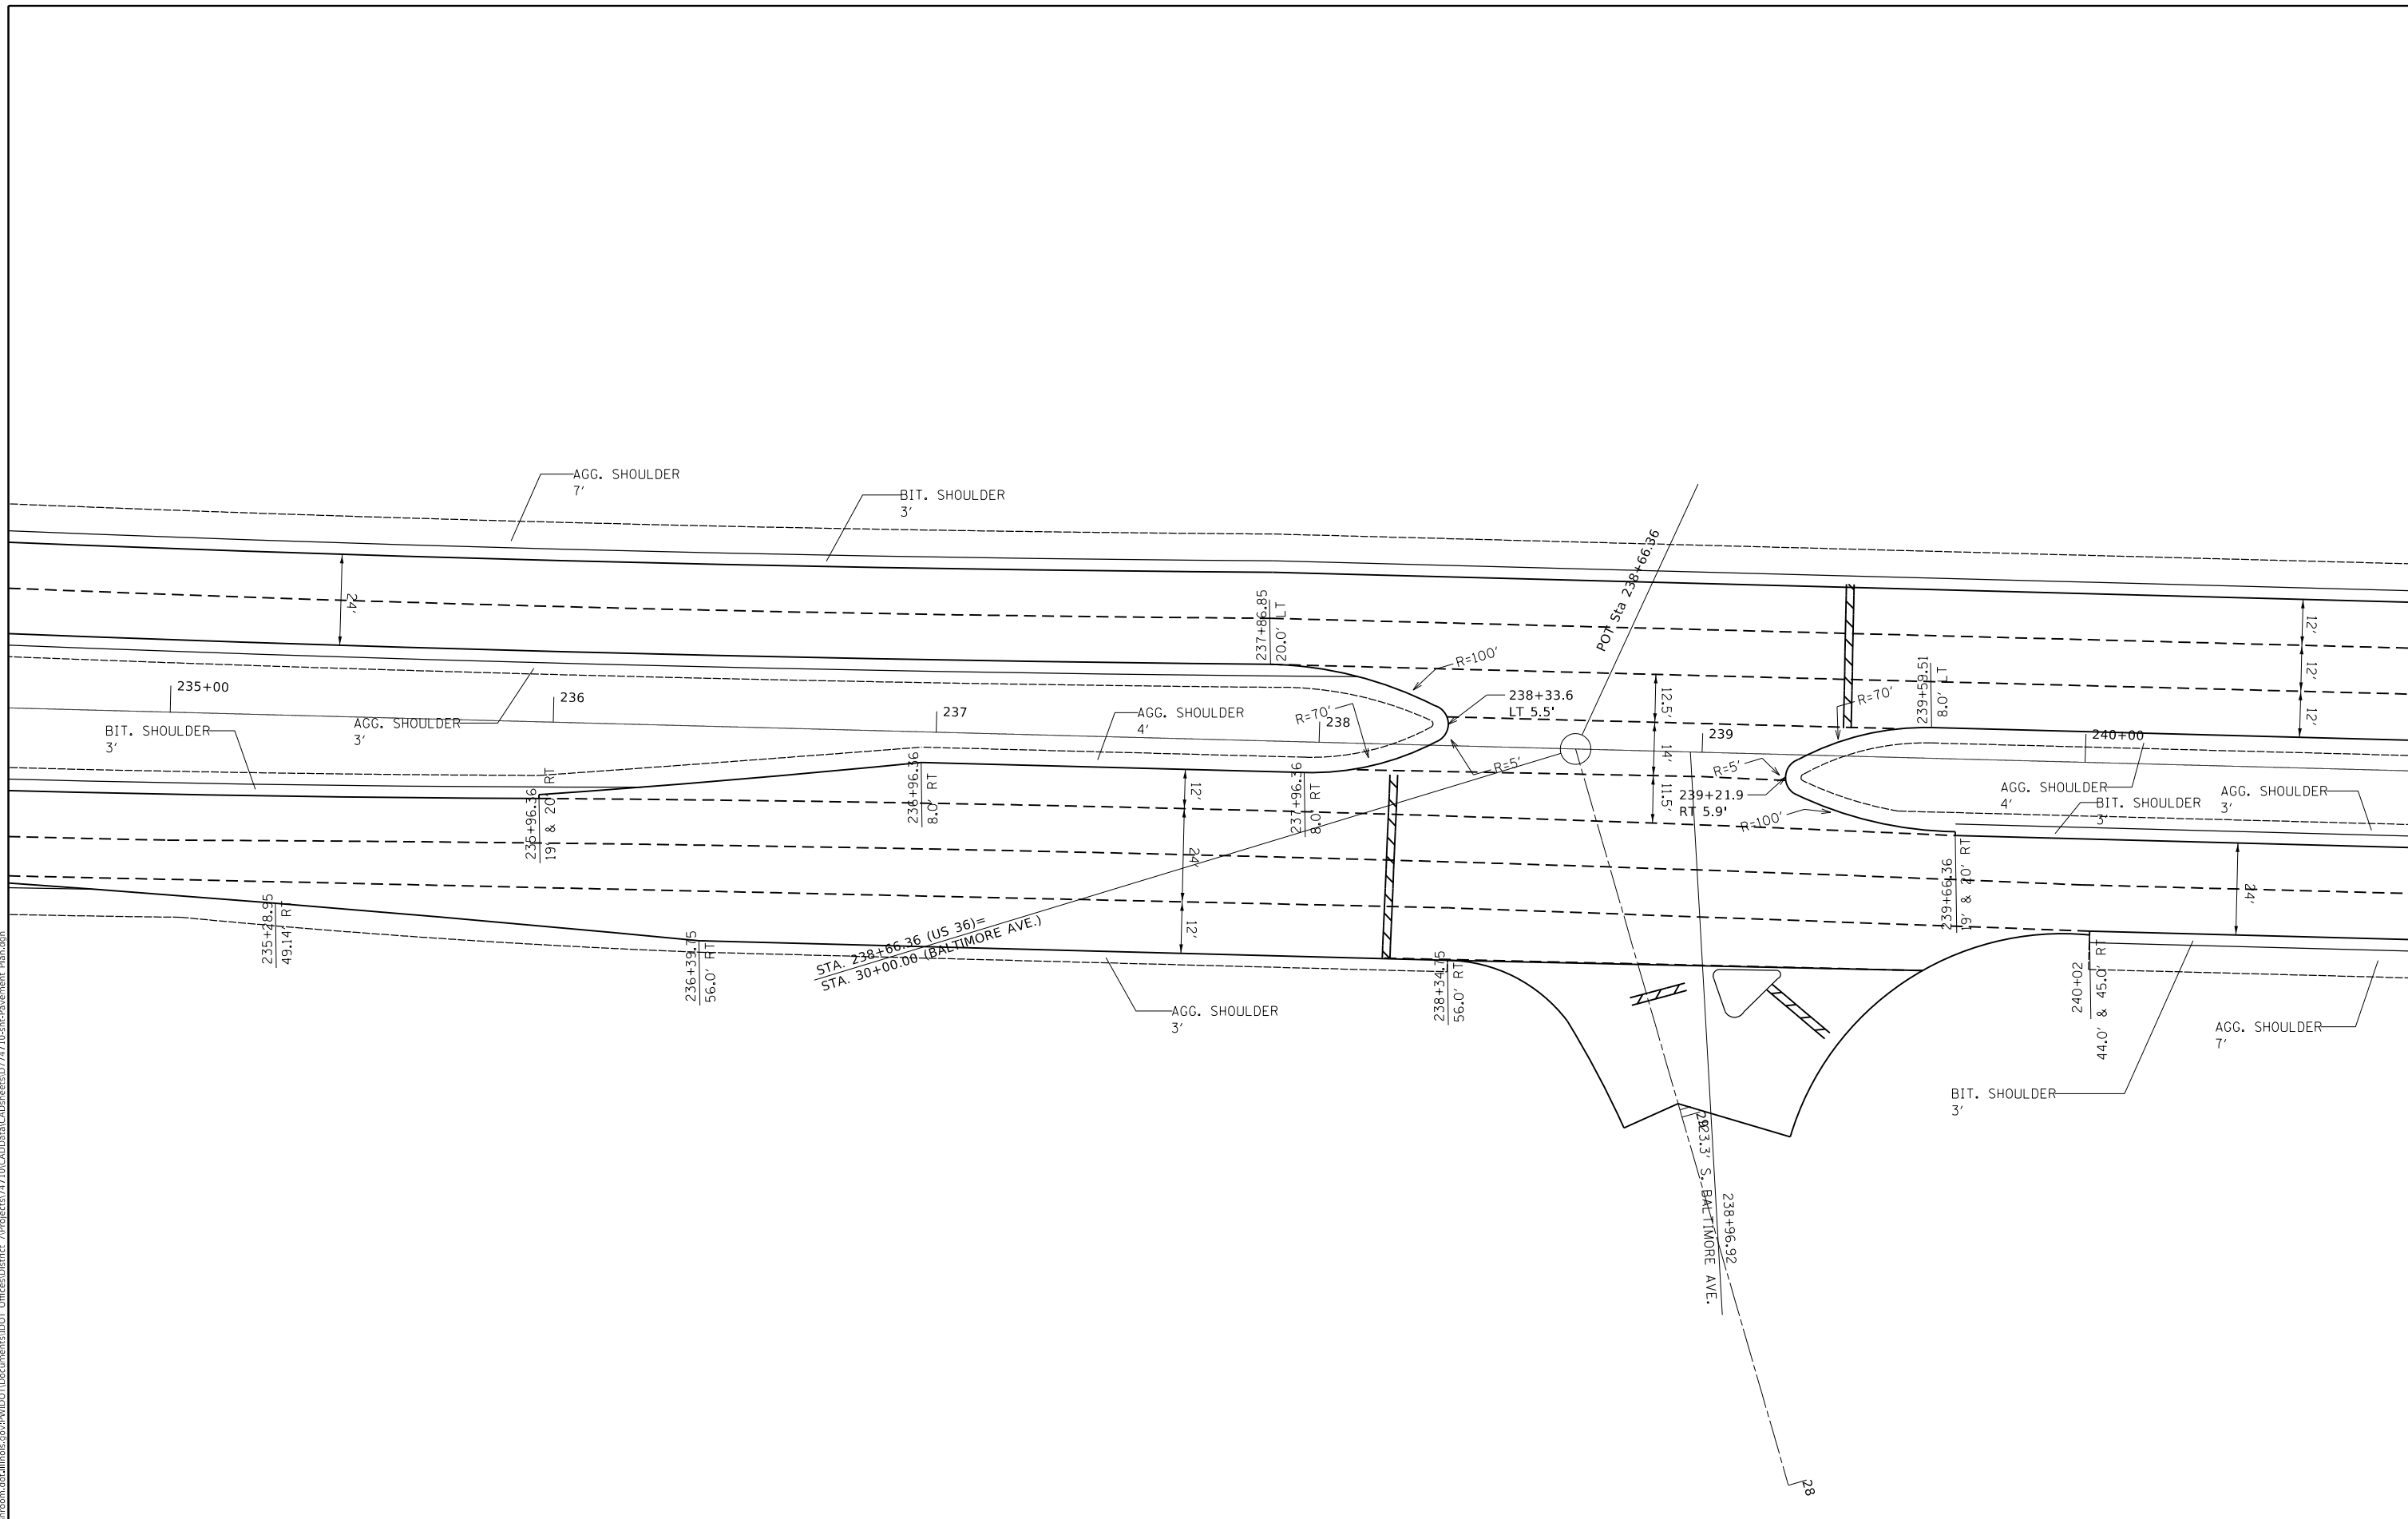 AGG. SHOULDER
7'
BIT. SHOULDER
3'
24'
237+86.85
20.0' LT
POT Sta 238+66.36
12'
12'
12'
R=100'
238+33.6
LT 5.5'
12.5'
14'
11.5'
239+59.51
8.0' LT
R=70'
235+00
236
237
238
239
240+00
AGG. SHOULDER
3'
BIT. SHOULDER
3'
AGG. SHOULDER
4'
R=70'
R=5'
R=5'
239+21.9
RT 5.9'
R=100'
AGG. SHOULDER
4'
BIT. SHOULDER
3'
AGG. SHOULDER
3'
235+96.36
19' & 20' RT
236+96.36
8.0' RT
12'
24'
12'
237+96.36
8.0' RT
239+66.36
19' & 20' RT
24'
235+28.95
49.14' RT
236+39.75
56.0' RT
STA. 238+66.36 (US 36)=
STA. 30+00.00 (BALTIMORE AVE.)
238+34.75
56.0' RT
240+02
44.0' & 45.0' RT
AGG. SHOULDER
3'
AGG. SHOULDER
7'
BIT. SHOULDER
3'
29
S. BALTIMORE AVE.
238+96.92
28